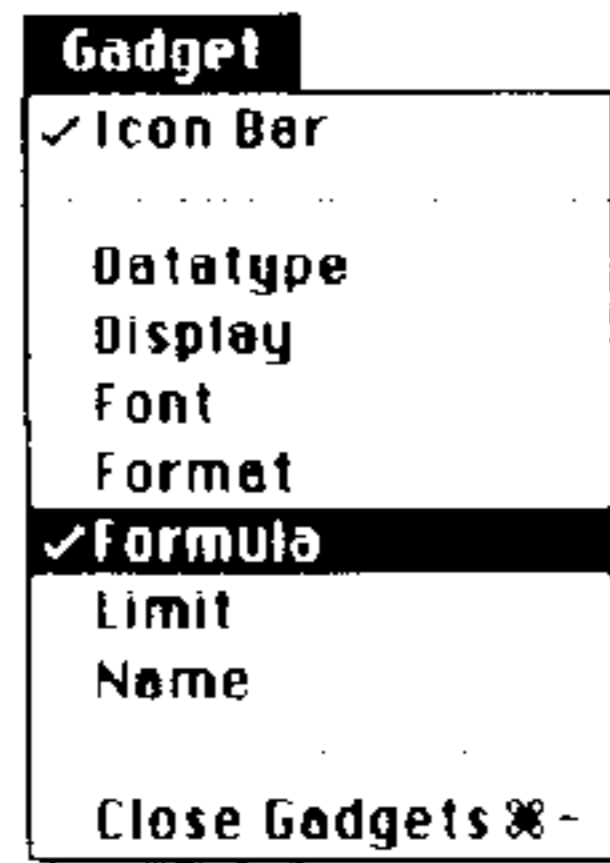 Gadget
✓Icon Bar
Datatype
Display
Font
Format
✓Formula
Limit
Name
Close Gadgets ⌘-